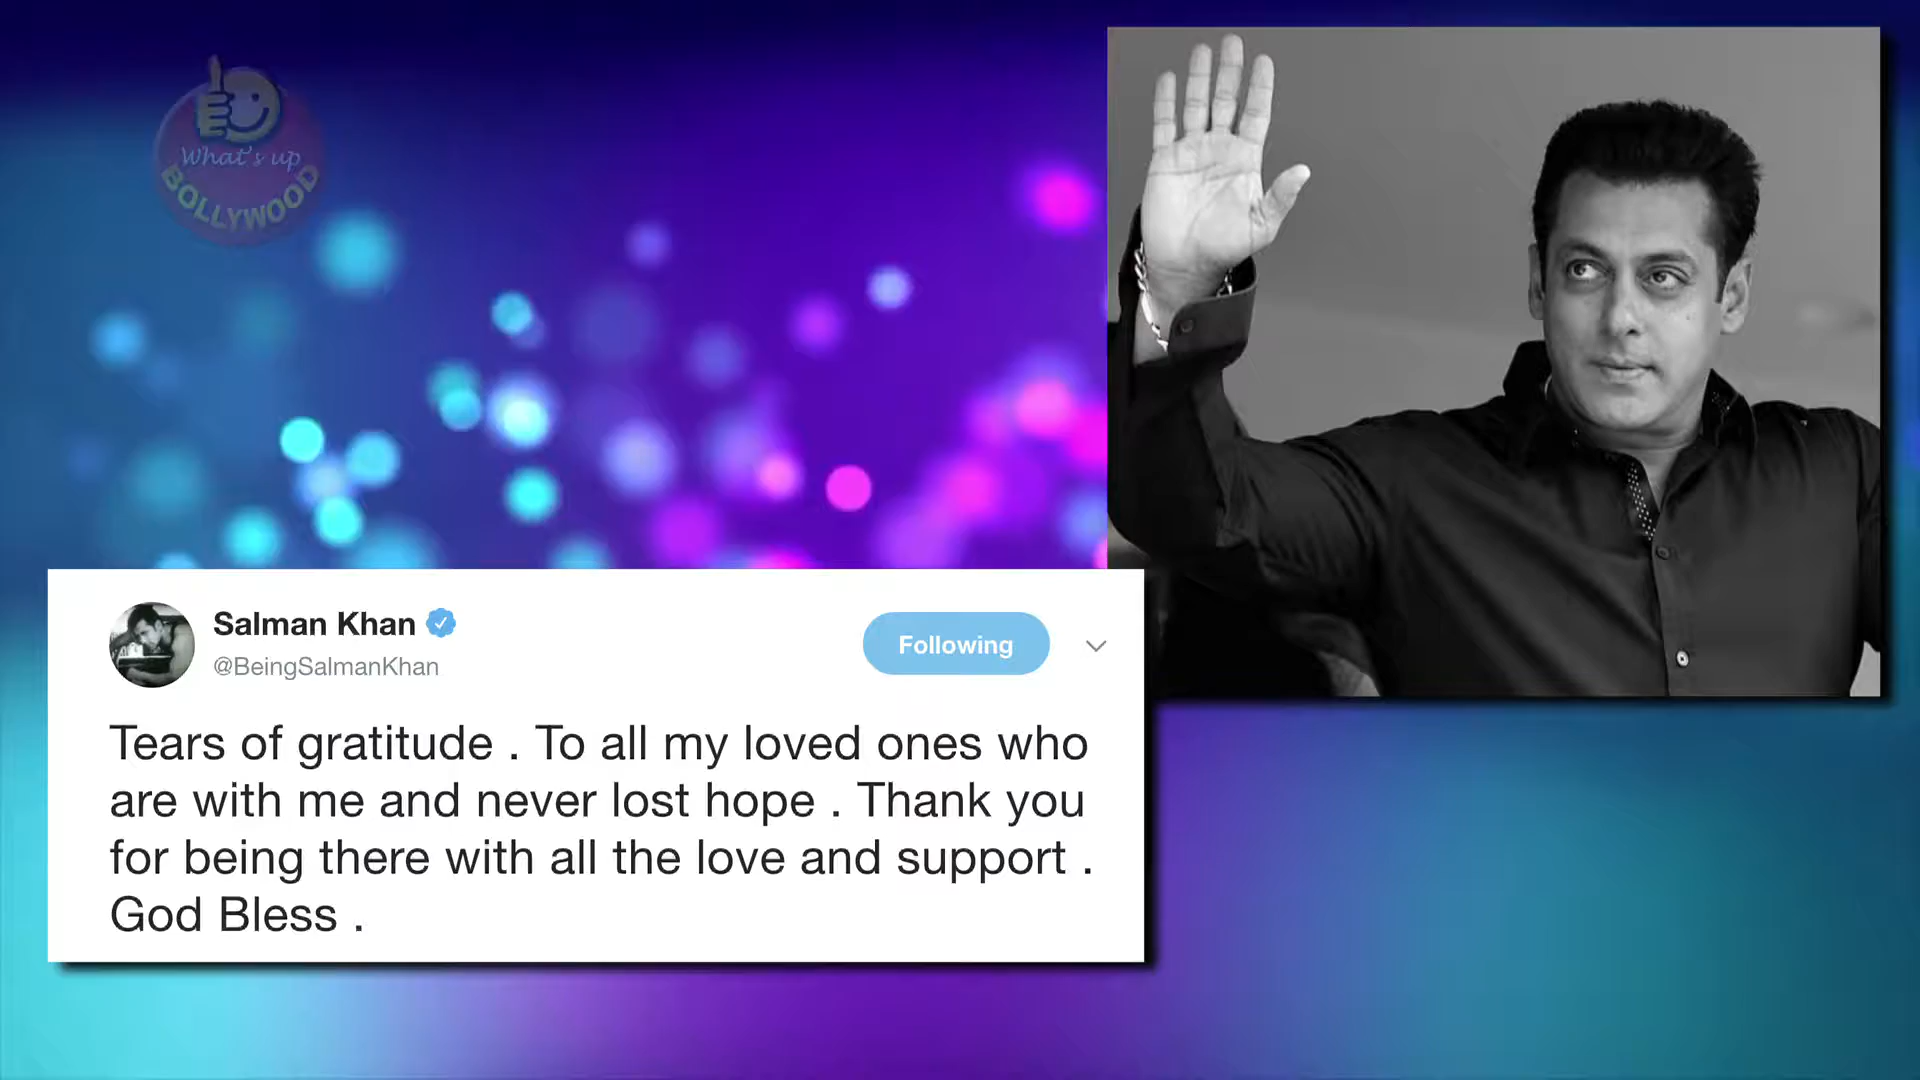 What's up
BOLLYWOOD
Salman Khan
@BeingSalmanKhan
Following
Tears of gratitude . To all my loved ones who
are with me and never lost hope . Thank you
for being there with all the love and support .
God Bless .